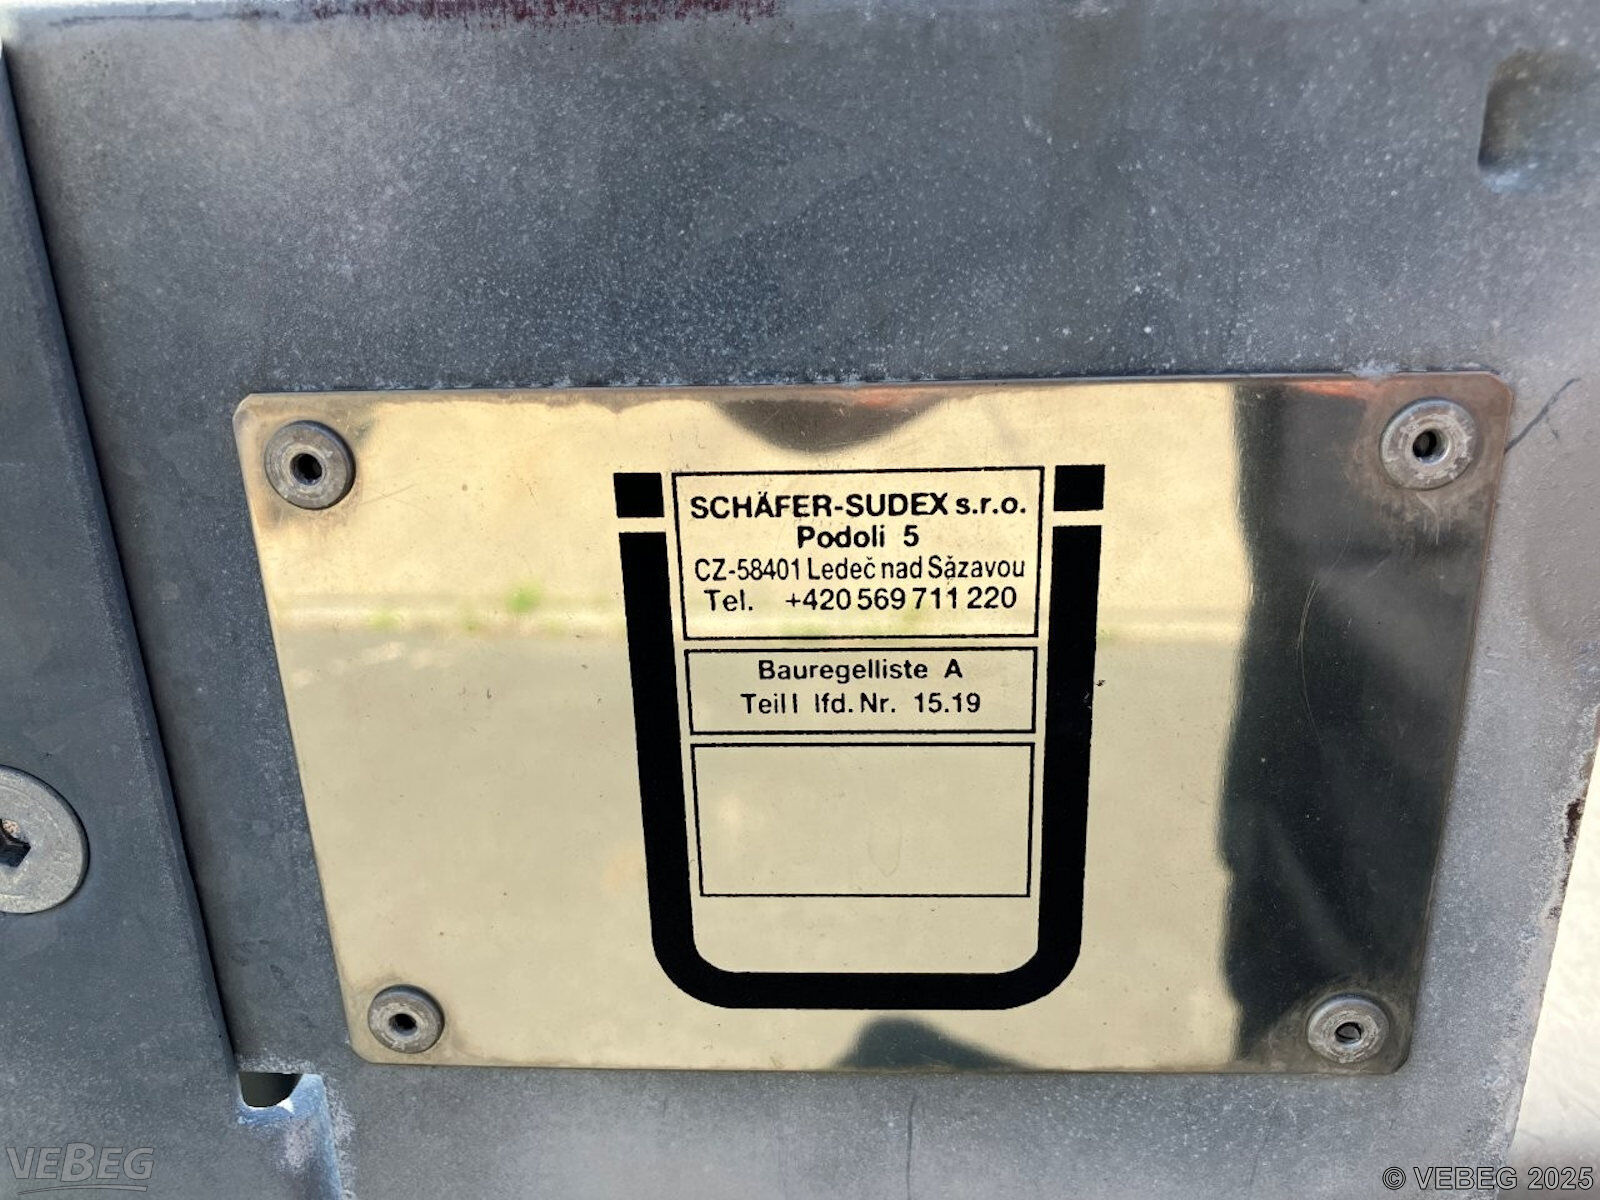 SCHÄFER-SUDEX s.r.o.
Podoli 5
CZ-58401 Ledeč nad Săzavou
Tel. +420 569 711 220
Bauregelliste A
Teil I lfd. Nr. 15.19
VEBEG
© VEBEG 2025